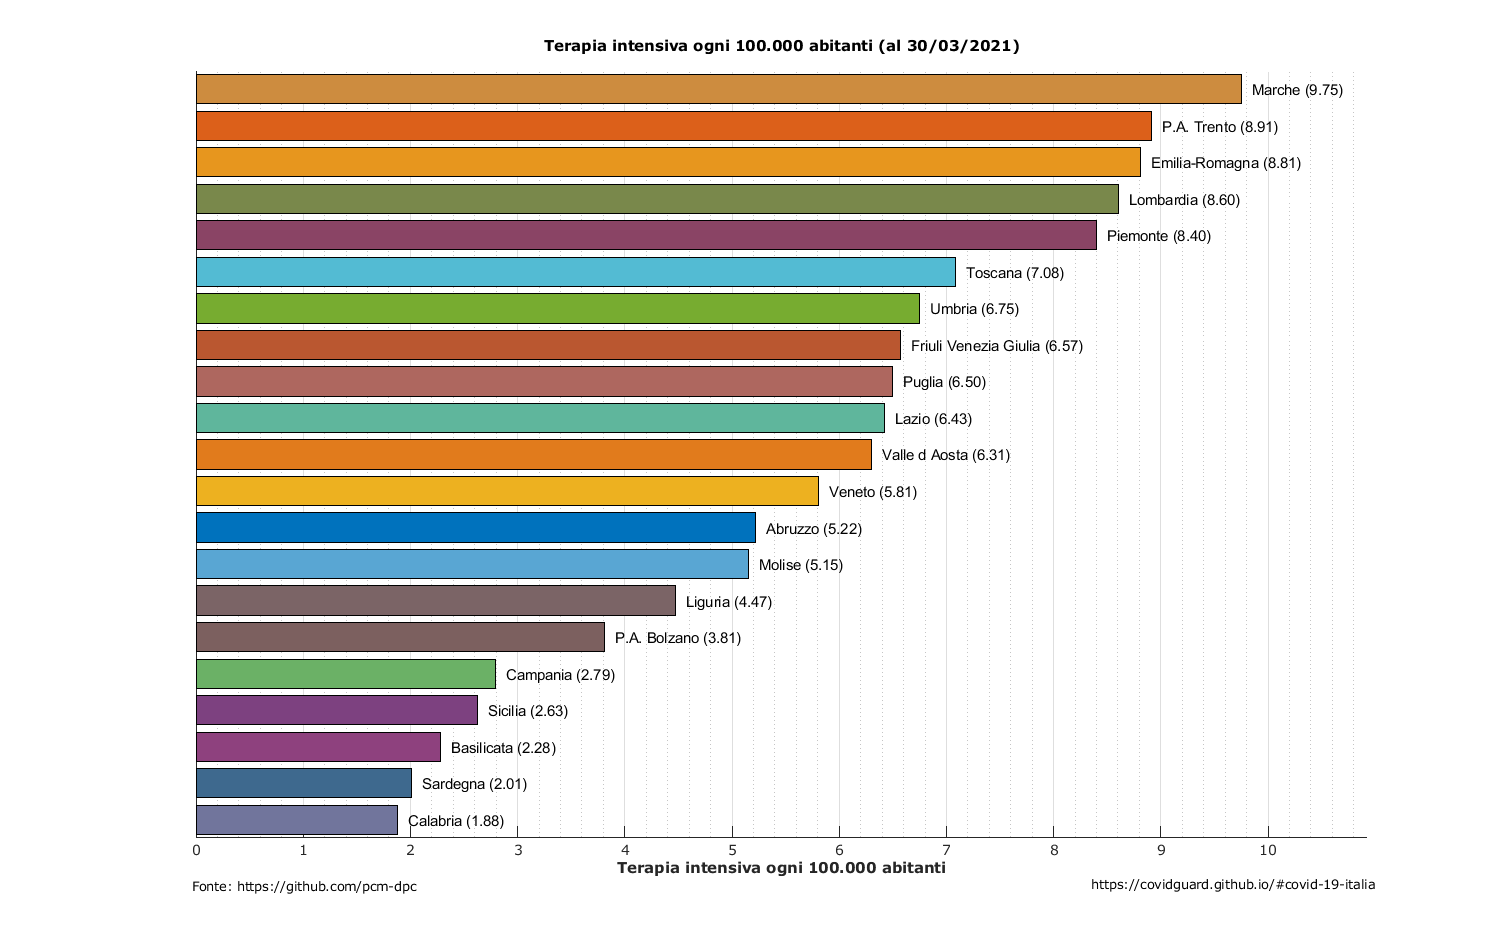 Terapia intensiva ogni 100.000 abitanti (al 30/03/2021)
Marche (9.75)
P.A. Trento (8.91)
Emilia-Romagna (8.81)
Lombardia (8.60)
Piemonte (8.40)
Toscana (7.08)
Umbria (6.75)
Friuli Venezia Giulia (6.57)
Puglia (6.50)
Lazio (6.43)
Valle d Aosta (6.31)
Veneto (5.81)
Abruzzo (5.22)
Molise (5.15)
Liguria (4.47)
P.A. Bolzano (3.81)
Campania (2.79)
Sicilia (2.63)
Basilicata (2.28)
Sardegna (2.01)
Calabria (1.88)
0 1 2 3 4 5 6 7 8 9 10
Terapia intensiva ogni 100.000 abitanti
Fonte: https://github.com/pcm-dpc
https://covidguard.github.io/#covid-19-italia